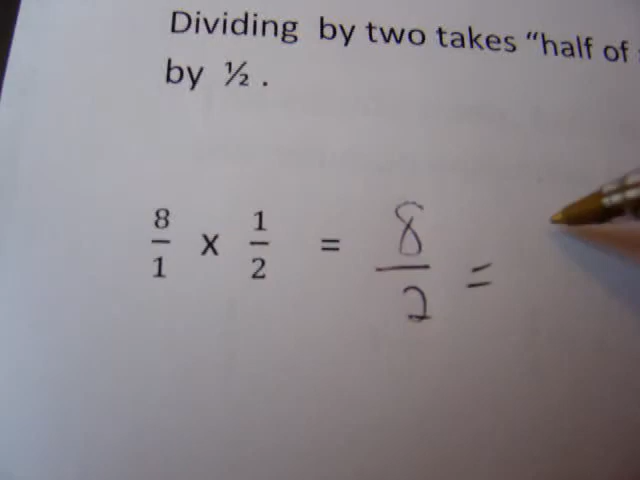 Dividing by two takes “half of
by ½ .
8/1 x 1/2 = 8/2 =